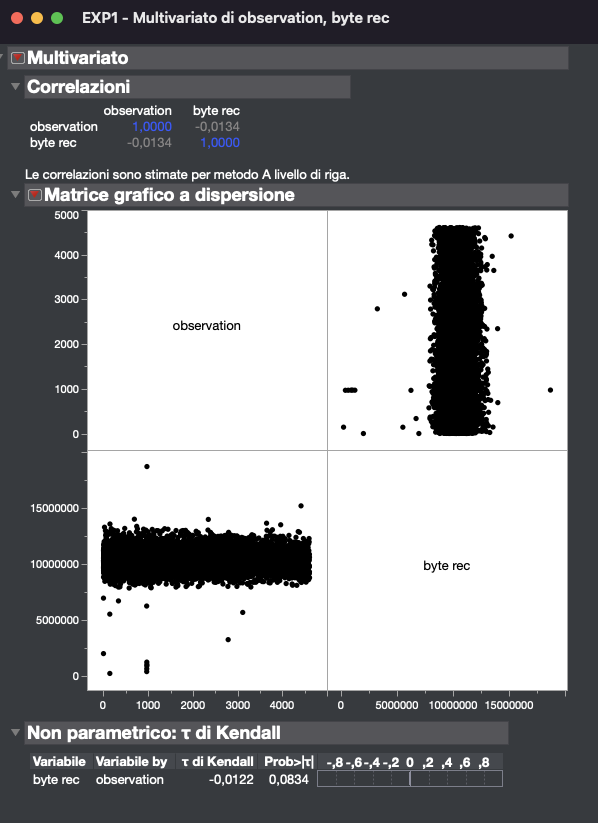 EXP1 - Multivariato di observation, byte rec
Multivariato
Correlazioni
observation byte rec
observation 1,0000 -0,0134
byte rec -0,0134 1,0000
Le correlazioni sono stimate per metodo A livello di riga.
Matrice grafico a dispersione
5000
4000
3000
2000
1000
0
observation
15000000
10000000
5000000
0
byte rec
0 1000 2000 3000 4000 0 5000000 10000000 15000000
Non parametrico: τ di Kendall
Variabile Variabile by τ di Kendall Prob>|τ| -,8 -,6 -,4 -,2 0 ,2 ,4 ,6 ,8
byte rec observation -0,0122 0,0834